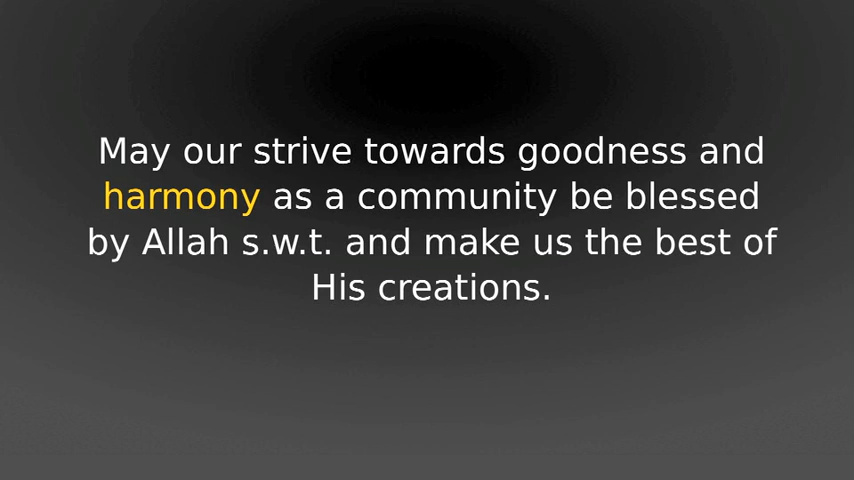 May our strive towards goodness and
harmony as a community be blessed
by Allah s.w.t. and make us the best of
His creations.